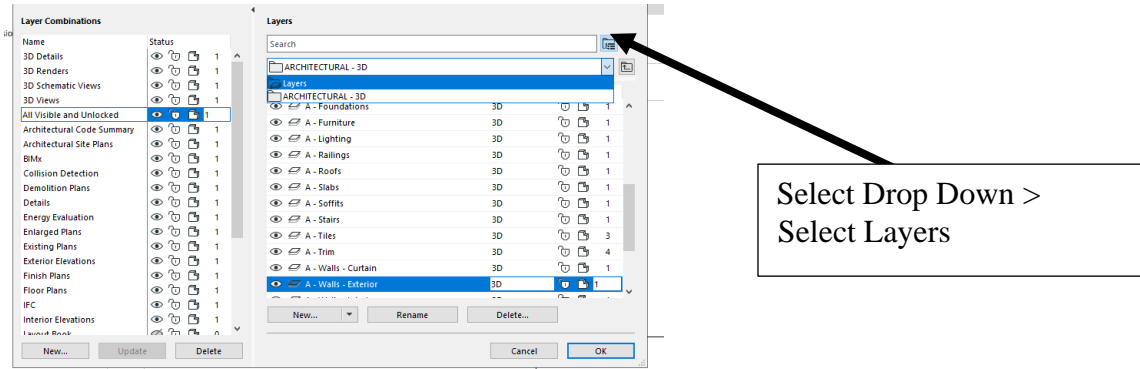 Layer Combinations
Name Status
3D Details 1
3D Renders 1
3D Schematic Views 1
3D Views 1
All Visible and Unlocked 1
Architectural Code Summary 1
Architectural Site Plans 1
BIMx 1
Collision Detection 1
Demolition Plans 1
Details 1
Energy Evaluation 1
Enlarged Plans 1
Existing Plans 1
Exterior Elevations 1
Finish Plans 1
Floor Plans 1
IFC 1
Interior Elevations 1
Layout Book 0
New... Update Delete
Layers
Search
ARCHITECTURAL - 3D
Layers
ARCHITECTURAL - 3D
A - Foundations 3D 1
A - Furniture 3D 1
A - Lighting 3D 1
A - Railings 3D 1
A - Roofs 3D 1
A - Slabs 3D 1
A - Soffits 3D 1
A - Stairs 3D 1
A - Tiles 3D 3
A - Trim 3D 4
A - Walls - Curtain 3D 1
A - Walls - Exterior 3D 1
New... Rename Delete...
Cancel OK
Select Drop Down >
Select Layers